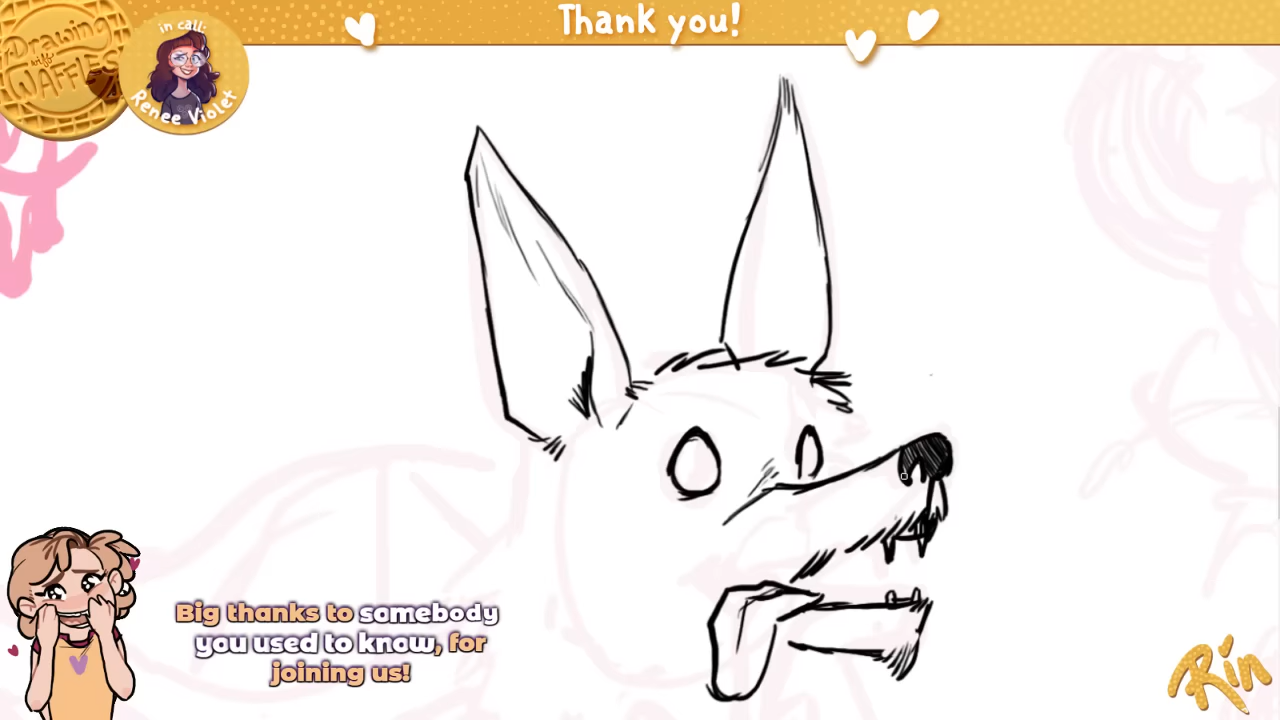 Thank you!
Drawing
with
WAFFLES
in call:
Renee Violet
Big thanks to somebody
you used to know, for
joining us!
Rin